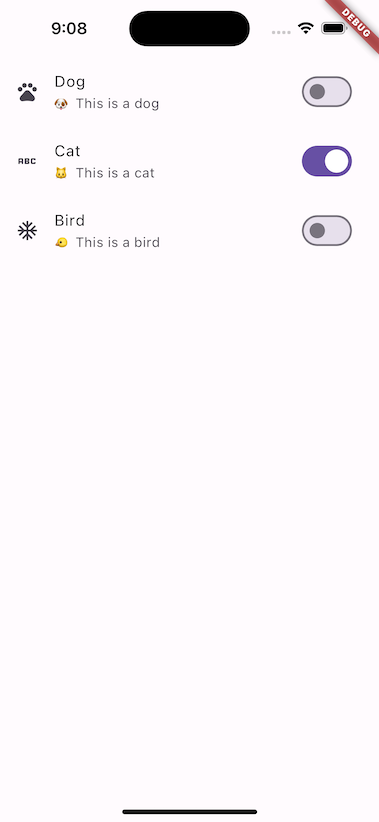 9:08
DEBUG
Dog
🐶 This is a dog
ABC
Cat
🐱 This is a cat
Bird
🐤 This is a bird